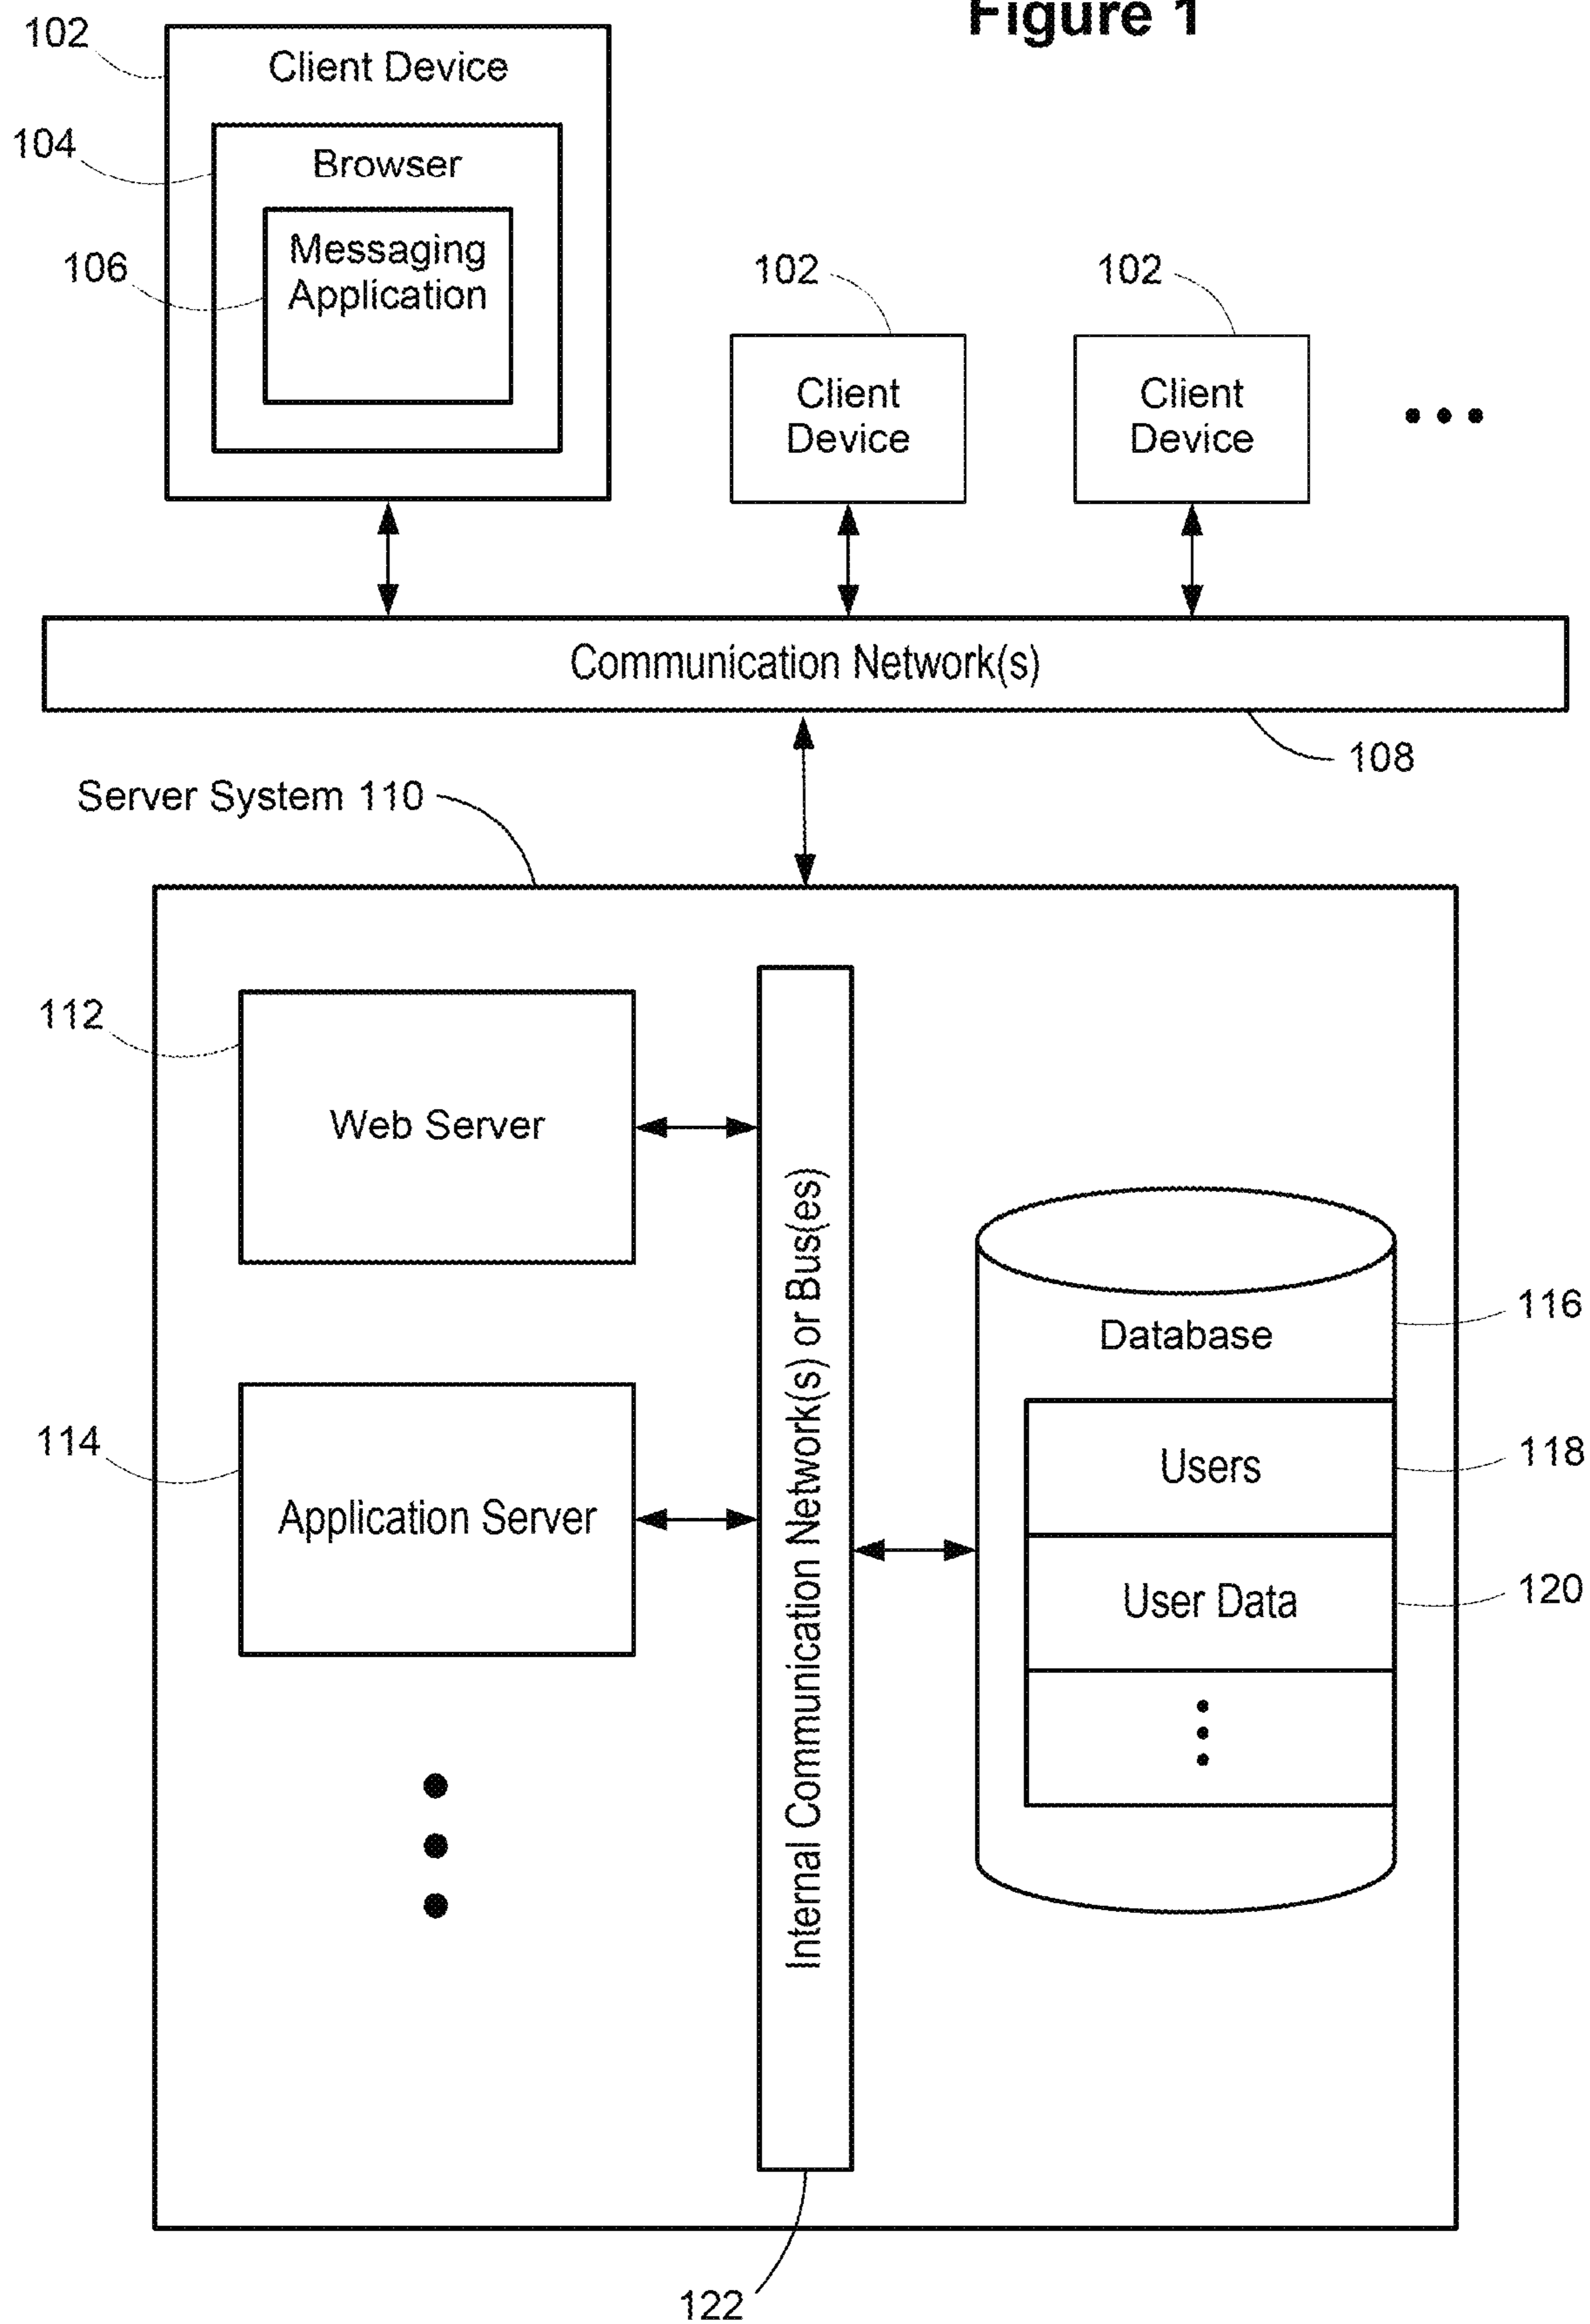 Figure 1
102
Client Device
104
Browser
106
Messaging
Application
102
102
Client
Device
Client
Device
Communication Network(s)
108
Server System 110
112
Web Server
Internal Communication Network(s) or Bus(es)
116
Database
114
Application Server
Users
118
User Data
120
122